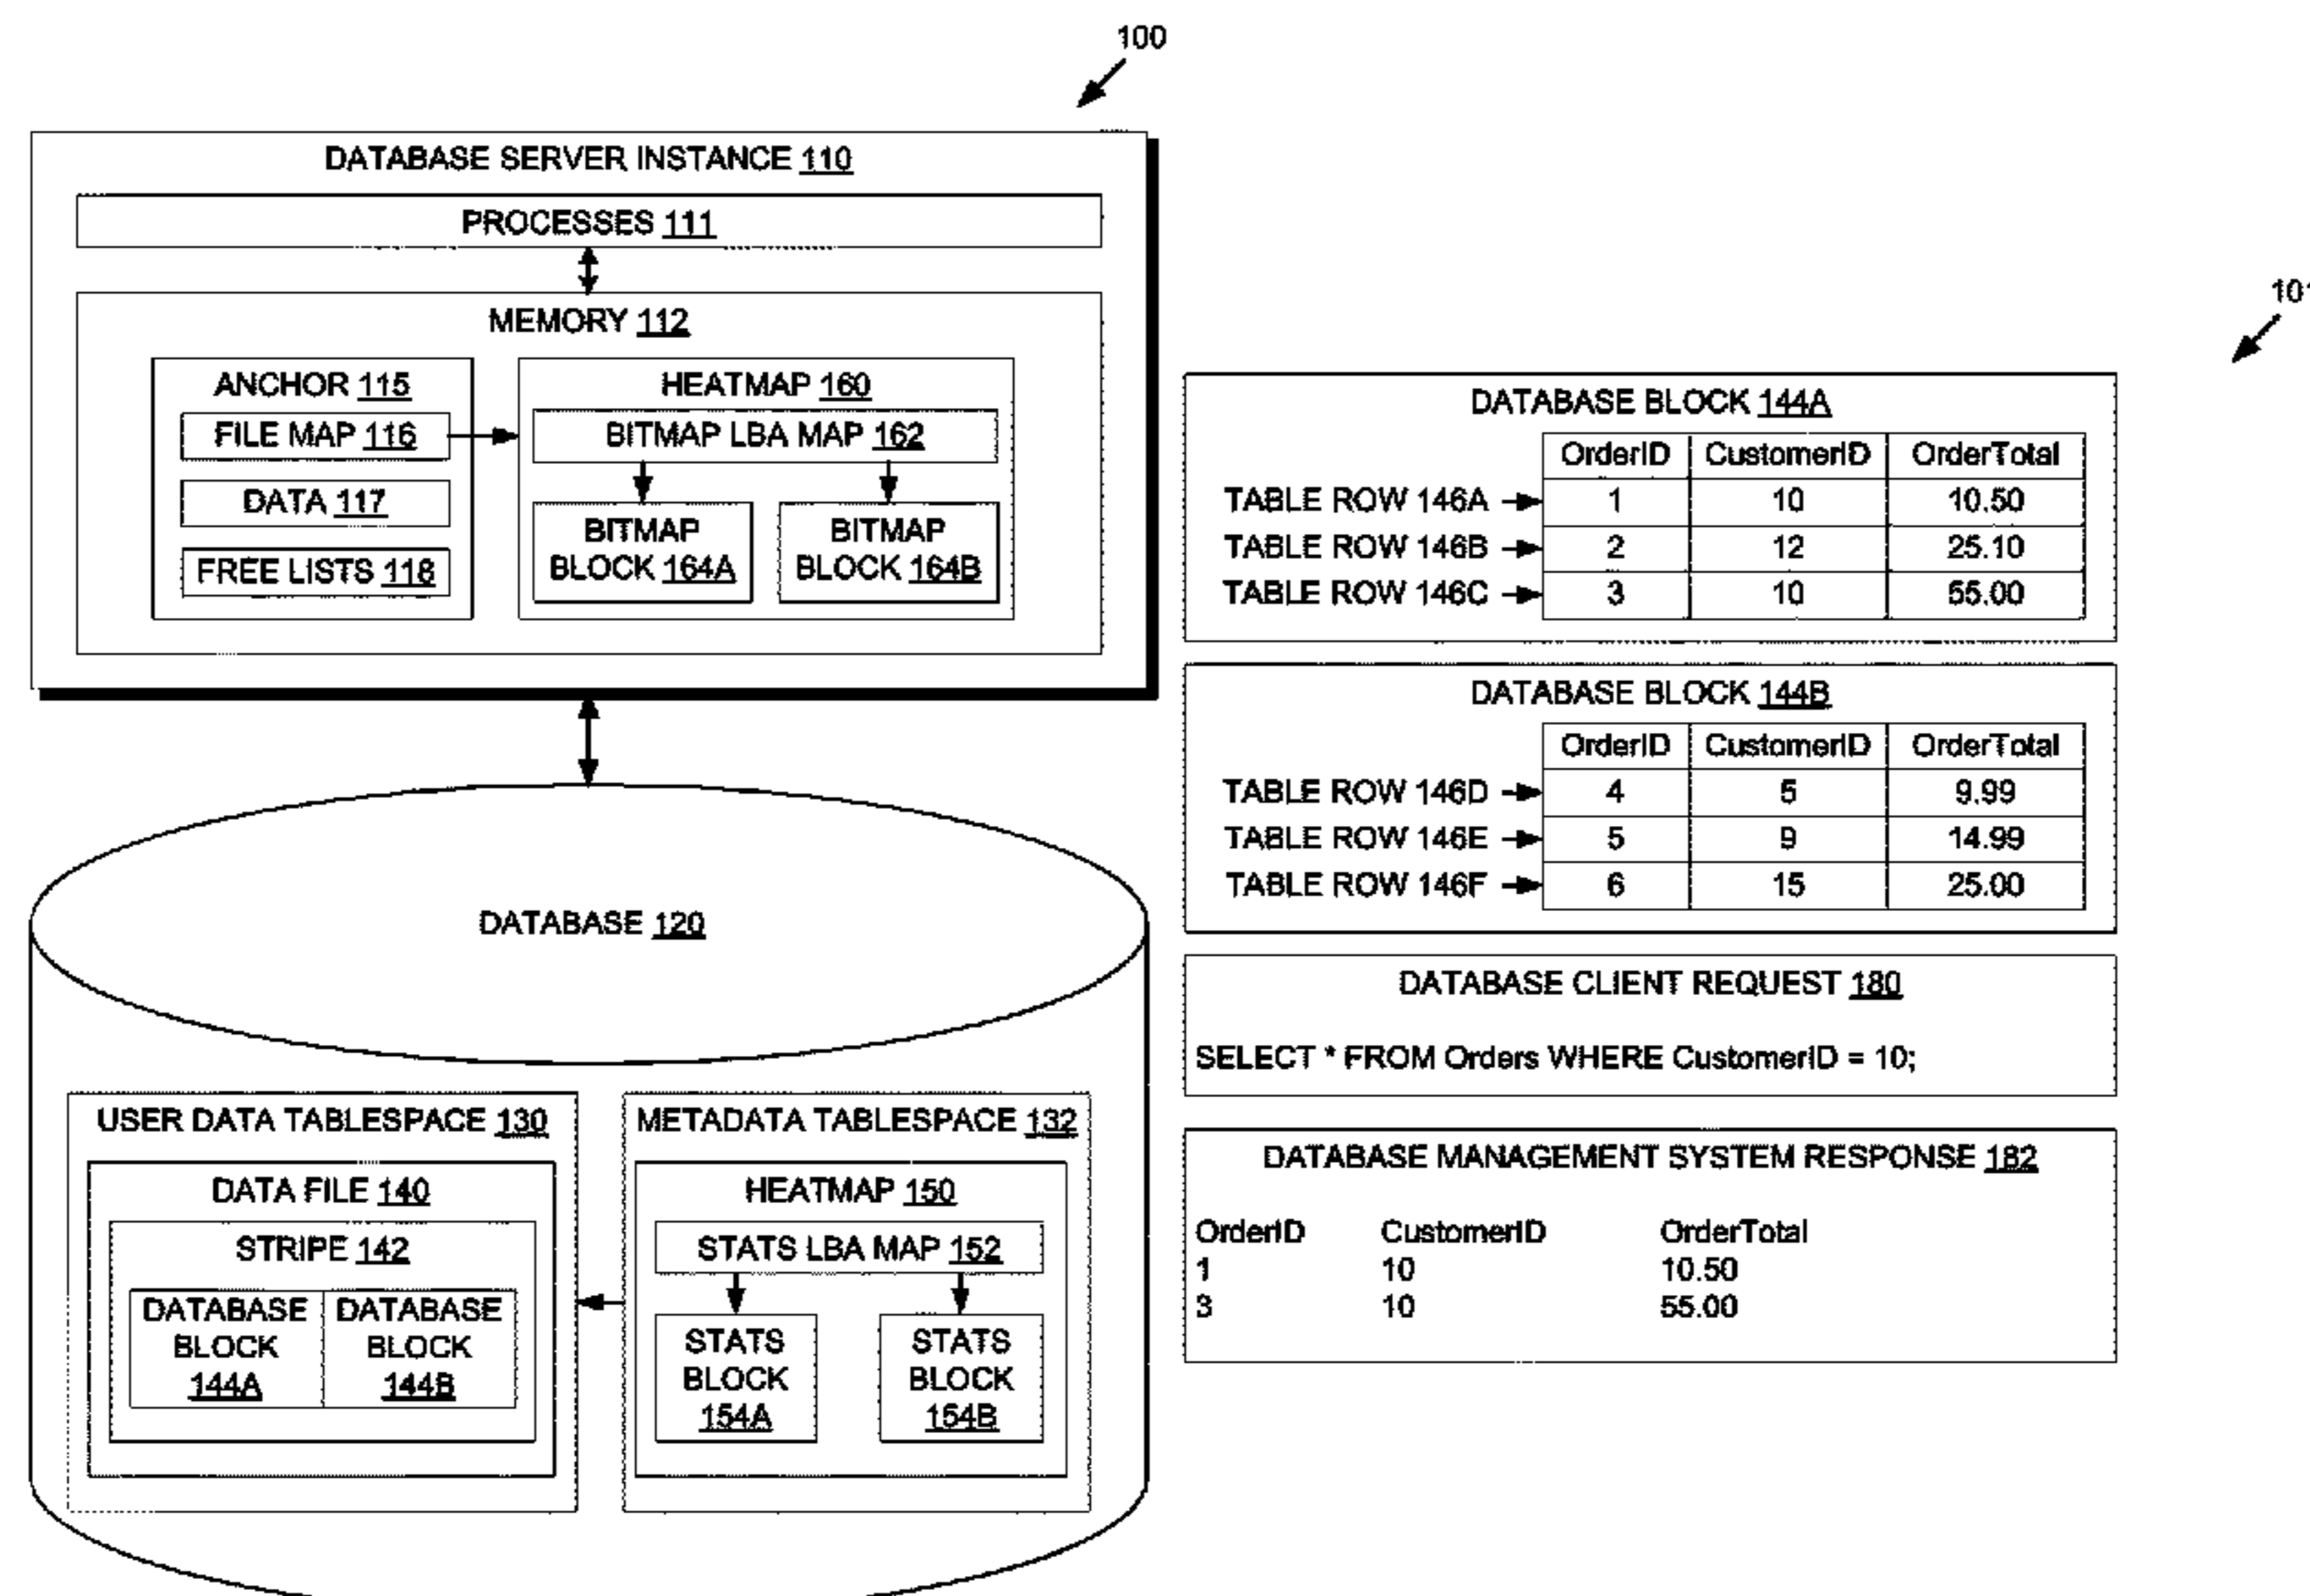 100
DATABASE SERVER INSTANCE 110
PROCESSES 111
MEMORY 112
ANCHOR 115
FILE MAP 116
DATA 117
FREE LISTS 118
HEATMAP 160
BITMAP LBA MAP 162
BITMAP
BLOCK 164A
BITMAP
BLOCK 164B
DATABASE 120
USER DATA TABLESPACE 130
DATA FILE 140
STRIPE 142
DATABASE
BLOCK
144A
DATABASE
BLOCK
144B
METADATA TABLESPACE 132
HEATMAP 150
STATS LBA MAP 152
STATS
BLOCK
154A
STATS
BLOCK
154B
101
DATABASE BLOCK 144A
OrderID CustomerID OrderTotal
TABLE ROW 146A 1 10 10.50
TABLE ROW 146B 2 12 25.10
TABLE ROW 146C 3 10 55.00
DATABASE BLOCK 144B
OrderID CustomerID OrderTotal
TABLE ROW 146D 4 5 9.99
TABLE ROW 146E 5 9 14.99
TABLE ROW 146F 6 15 25.00
DATABASE CLIENT REQUEST 180
SELECT * FROM Orders WHERE CustomerID = 10;
DATABASE MANAGEMENT SYSTEM RESPONSE 182
OrderID CustomerID OrderTotal
1 10 10.50
3 10 55.00